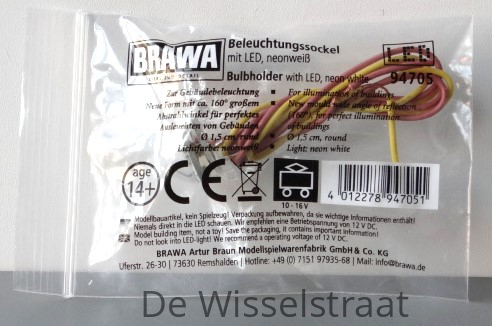 BRAWA
Beleuchtungssockel
mit LED, neonweiß
Bulbholder with LED, neon white
LED
94705
Zur Gebäudebeleuchtung
Neue Form mit ca. 160° großem
Abstrahlwinkel für perfektes
Ausleuchten von Gebäuden
Ø 1,5 cm, rund
Lichtfarbe: neonweiß
For illumination of buildings
New mould wide angle of reflection
(160°), for perfect illumination
of buildings
Ø 1,5 cm, round
Light: neon white
age
14+
CE
10 - 16 V
4 012278 947051
Modellbauartikel, kein Spielzeug! Verpackung aufbewahren, da sie wichtige Informationen enthält!
Niemals direkt in die LED schauen. Wir empfehlen eine Betriebsspannung von 12 V DC.
Model building item, not a toy! Save the packaging, it contains important information!
Do not look into LED-light! We recommend a operating voltage of 12 V DC.
BRAWA Artur Braun Modellspielwarenfabrik GmbH & Co. KG
Uferstr. 26-30 | 73630 Remshalden | Hotline: +49 (0) 7151 97935-68 | Mail: info@brawa.de
De Wisselstraat